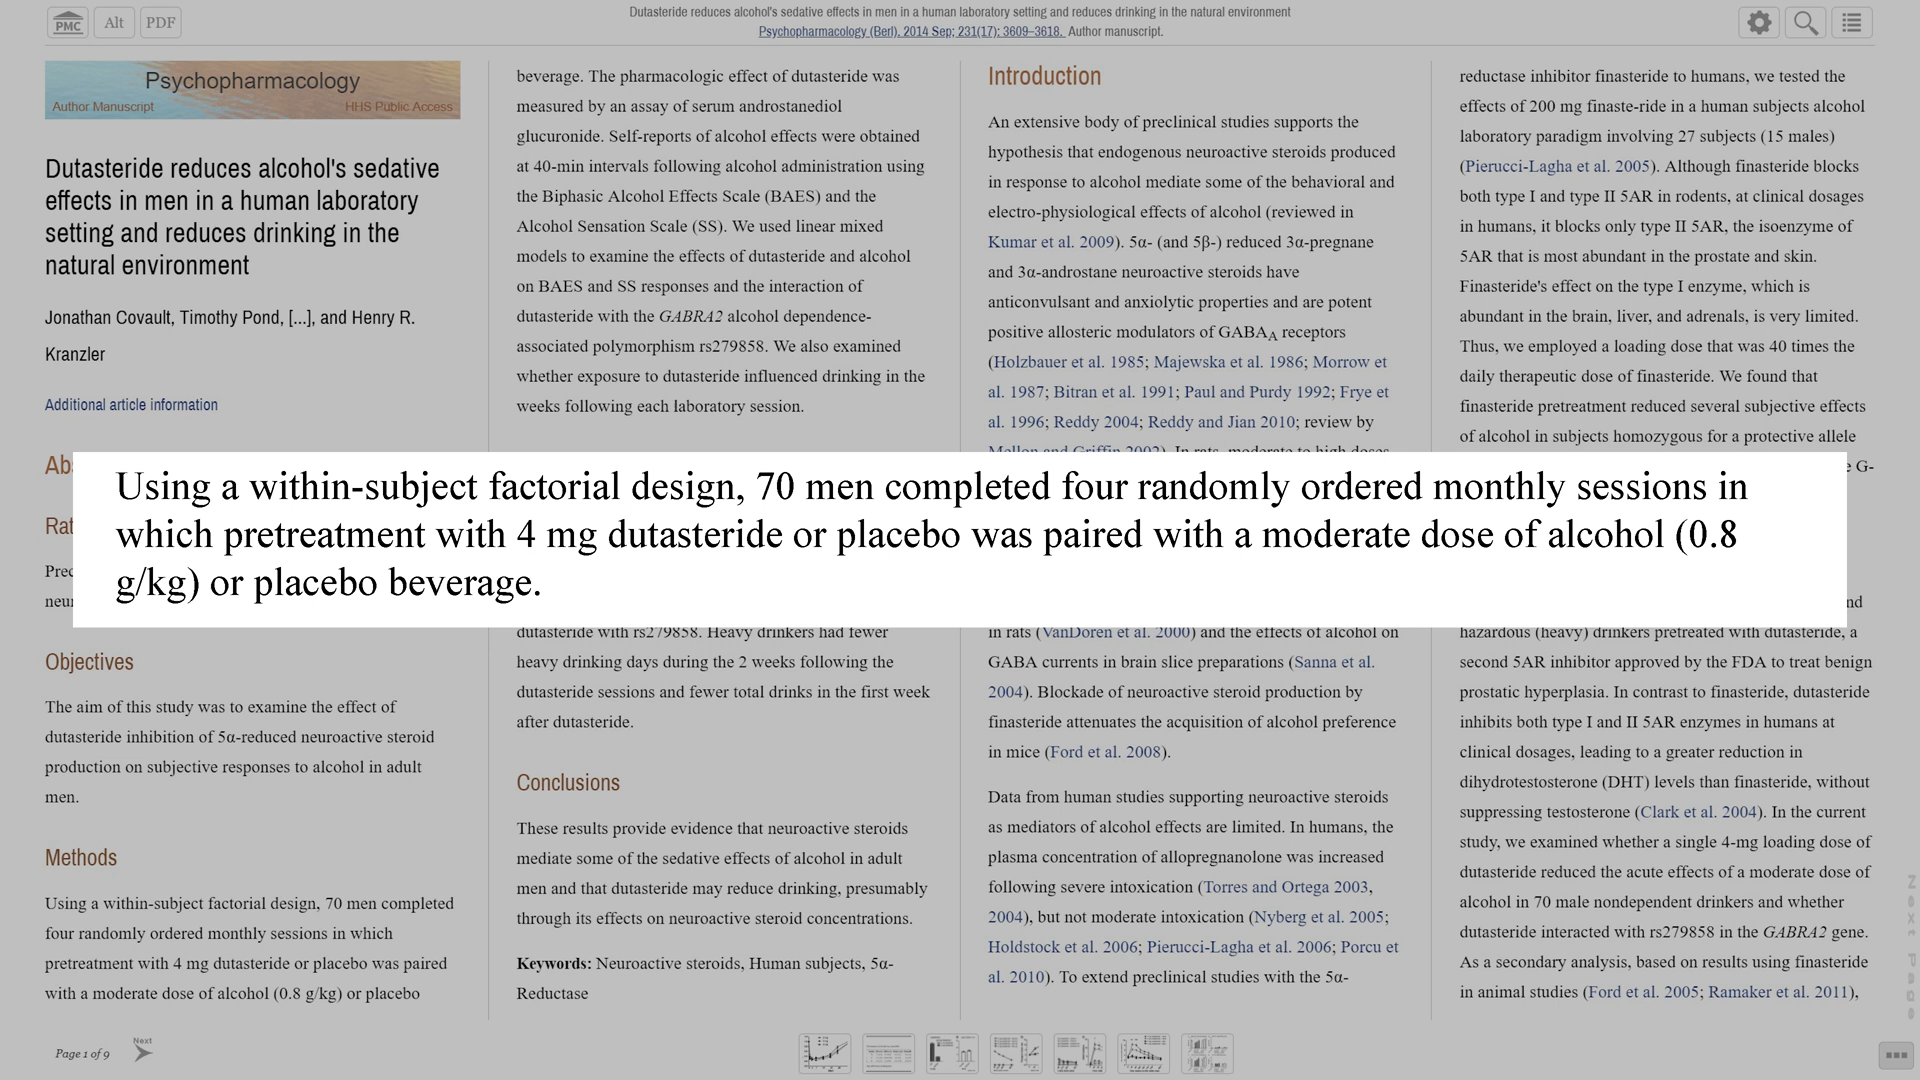 PMC
Alt
PDF
Dutasteride reduces alcohol's sedative effects in men in a human laboratory setting and reduces drinking in the natural environment
Psychopharmacology (Berl). 2014 Sep; 231(17): 3609–3618. Author manuscript.
Psychopharmacology
Author Manuscript
HHS Public Access
Dutasteride reduces alcohol's sedative
effects in men in a human laboratory
setting and reduces drinking in the
natural environment
Jonathan Covault, Timothy Pond, [...], and Henry R.
Kranzler
Additional article information
Objectives
The aim of this study was to examine the effect of
dutasteride inhibition of 5α-reduced neuroactive steroid
production on subjective responses to alcohol in adult
men.
Methods
Using a within-subject factorial design, 70 men completed
four randomly ordered monthly sessions in which
pretreatment with 4 mg dutasteride or placebo was paired
with a moderate dose of alcohol (0.8 g/kg) or placebo
beverage. The pharmacologic effect of dutasteride was
measured by an assay of serum androstanediol
glucuronide. Self-reports of alcohol effects were obtained
at 40-min intervals following alcohol administration using
the Biphasic Alcohol Effects Scale (BAES) and the
Alcohol Sensation Scale (SS). We used linear mixed
models to examine the effects of dutasteride and alcohol
on BAES and SS responses and the interaction of
dutasteride with the GABRA2 alcohol dependence-
associated polymorphism rs279858. We also examined
whether exposure to dutasteride influenced drinking in the
weeks following each laboratory session.
Using a within-subject factorial design, 70 men completed four randomly ordered monthly sessions in
which pretreatment with 4 mg dutasteride or placebo was paired with a moderate dose of alcohol (0.8
g/kg) or placebo beverage.
dutasteride with rs279858. Heavy drinkers had fewer
heavy drinking days during the 2 weeks following the
dutasteride sessions and fewer total drinks in the first week
after dutasteride.
Conclusions
These results provide evidence that neuroactive steroids
mediate some of the sedative effects of alcohol in adult
men and that dutasteride may reduce drinking, presumably
through its effects on neuroactive steroid concentrations.
Keywords: Neuroactive steroids, Human subjects, 5α-
Reductase
Introduction
An extensive body of preclinical studies supports the
hypothesis that endogenous neuroactive steroids produced
in response to alcohol mediate some of the behavioral and
electro-physiological effects of alcohol (reviewed in
Kumar et al. 2009). 5α- (and 5β-) reduced 3α-pregnane
and 3α-androstane neuroactive steroids have
anticonvulsant and anxiolytic properties and are potent
positive allosteric modulators of GABAA receptors
(Holzbauer et al. 1985; Majewska et al. 1986; Morrow et
al. 1987; Bitran et al. 1991; Paul and Purdy 1992; Frye et
al. 1996; Reddy 2004; Reddy and Jian 2010; review by
Mellon and Griffin 2002). In rats, moderate to high doses
in rats (VanDoren et al. 2000) and the effects of alcohol on
GABA currents in brain slice preparations (Sanna et al.
2004). Blockade of neuroactive steroid production by
finasteride attenuates the acquisition of alcohol preference
in mice (Ford et al. 2008).
Data from human studies supporting neuroactive steroids
as mediators of alcohol effects are limited. In humans, the
plasma concentration of allopregnanolone was increased
following severe intoxication (Torres and Ortega 2003,
2004), but not moderate intoxication (Nyberg et al. 2005;
Holdstock et al. 2006; Pierucci-Lagha et al. 2006; Porcu et
al. 2010). To extend preclinical studies with the 5α-
reductase inhibitor finasteride to humans, we tested the
effects of 200 mg finaste-ride in a human subjects alcohol
laboratory paradigm involving 27 subjects (15 males)
(Pierucci-Lagha et al. 2005). Although finasteride blocks
both type I and type II 5AR in rodents, at clinical dosages
in humans, it blocks only type II 5AR, the isoenzyme of
5AR that is most abundant in the prostate and skin.
Finasteride's effect on the type I enzyme, which is
abundant in the brain, liver, and adrenals, is very limited.
Thus, we employed a loading dose that was 40 times the
daily therapeutic dose of finasteride. We found that
finasteride pretreatment reduced several subjective effects
of alcohol in subjects homozygous for a protective allele
G-
hazardous (heavy) drinkers pretreated with dutasteride, a
second 5AR inhibitor approved by the FDA to treat benign
prostatic hyperplasia. In contrast to finasteride, dutasteride
inhibits both type I and II 5AR enzymes in humans at
clinical dosages, leading to a greater reduction in
dihydrotestosterone (DHT) levels than finasteride, without
suppressing testosterone (Clark et al. 2004). In the current
study, we examined whether a single 4-mg loading dose of
dutasteride reduced the acute effects of a moderate dose of
alcohol in 70 male nondependent drinkers and whether
dutasteride interacted with rs279858 in the GABRA2 gene.
As a secondary analysis, based on results using finasteride
in animal studies (Ford et al. 2005; Ramaker et al. 2011),
Next Page
Page 1 of 9
Next